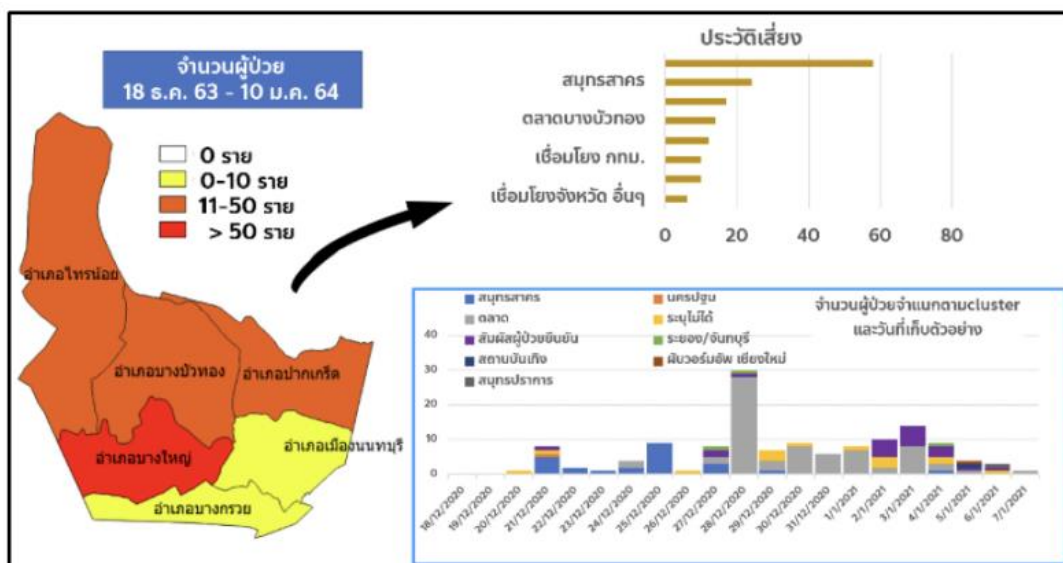 จำนวนผู้ป่วย
18 ธ.ค. 63 - 10 ม.ค. 64
0 ราย
0-10 ราย
11-50 ราย
> 50 ราย
อำเภอไทรน้อย
อำเภอบางบัวทอง
อำเภอปากเกร็ด
อำเภอเมืองนนทบุรี
อำเภอบางใหญ่
อำเภอบางกรวย
ประวัติเสี่ยง
สมุทรสาคร
ตลาดบางบัวทอง
เชื่อมโยง กทม.
เชื่อมโยงจังหวัด อื่นๆ
0 20 40 60 80
จำนวนผู้ป่วยจำแนกตามcluster
และวันที่เก็บตัวอย่าง
สมุทรสาคร นครปฐม
ตลาด ระบุไม่ได้
สัมผัสผู้ป่วยยืนยัน ระยอง/จันทบุรี
สถานบันเทิง ผับวอร์มอัพ เชียงใหม่
สมุทรปราการ
40
30
20
10
0
18/12/2020 19/12/2020 20/12/2020 21/12/2020 22/12/2020 23/12/2020 24/12/2020 25/12/2020 26/12/2020 27/12/2020 28/12/2020 29/12/2020 30/12/2020 31/12/2020 1/1/2021 2/1/2021 3/1/2021 4/1/2021 5/1/2021 6/1/2021 7/1/2021